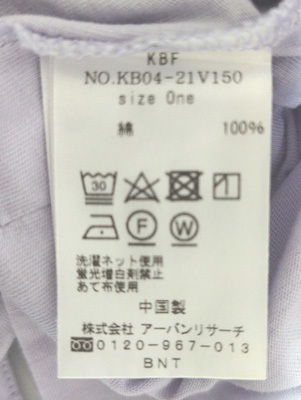 KBF
NO.KB04-21V150
size One
綿 100%
30
F W
洗濯ネット使用
蛍光増白剤禁止
あて布使用
中国製
株式会社 アーバンリサーチ
0120-967-013
BNT